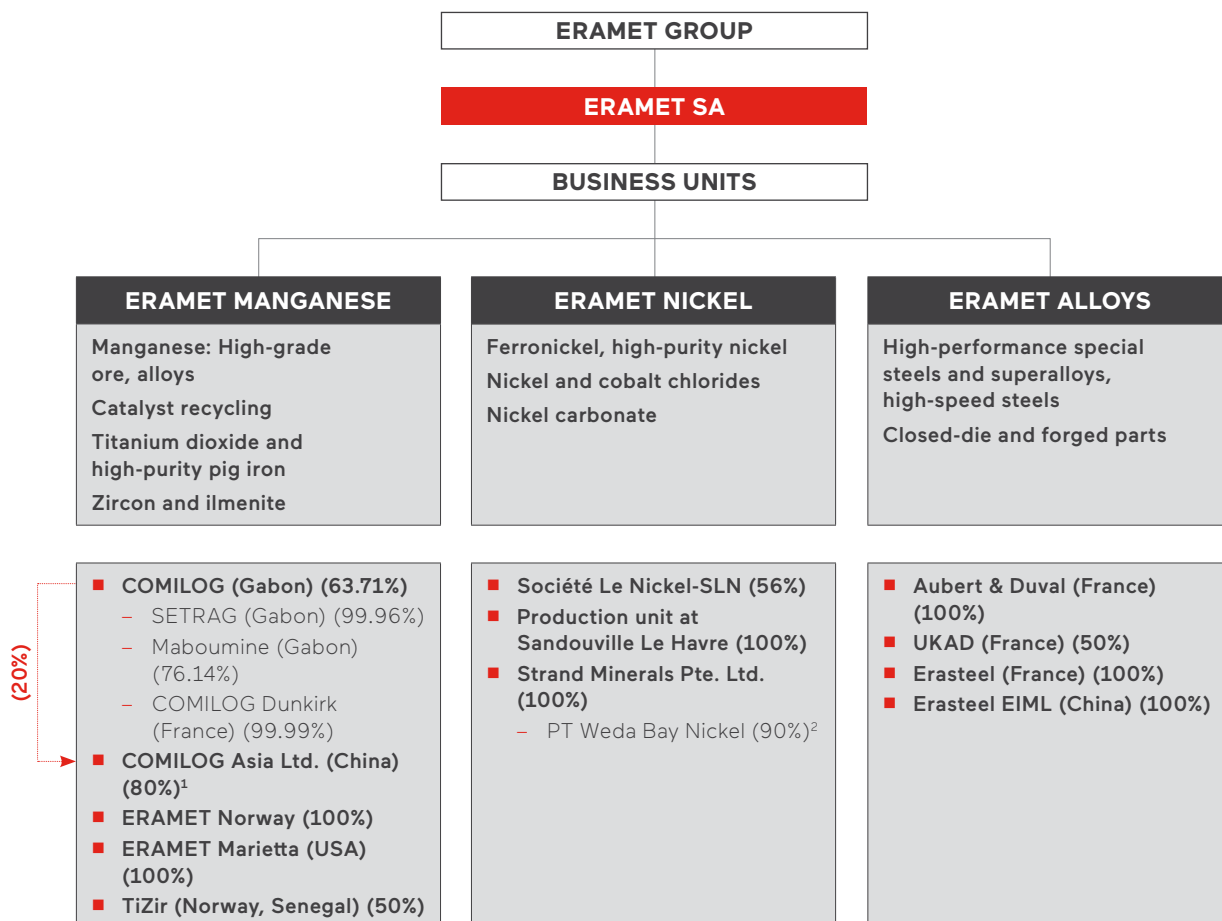 ERAMET GROUP
ERAMET SA
BUSINESS UNITS
ERAMET MANGANESE
Manganese: High-grade
ore, alloys
Catalyst recycling
Titanium dioxide and
high-purity pig iron
Zircon and ilmenite
ERAMET NICKEL
Ferronickel, high-purity nickel
Nickel and cobalt chlorides
Nickel carbonate
ERAMET ALLOYS
High-performance special
steels and superalloys,
high-speed steels
Closed-die and forged parts
(20%)
■ COMILOG (Gabon) (63.71%)
– SETRAG (Gabon) (99.96%)
– Maboumine (Gabon)
(76.14%)
– COMILOG Dunkirk
(France) (99.99%)
■ COMILOG Asia Ltd. (China)
(80%)¹
■ ERAMET Norway (100%)
■ ERAMET Marietta (USA)
(100%)
■ TiZir (Norway, Senegal) (50%)
■ Société Le Nickel-SLN (56%)
■ Production unit at
Sandouville Le Havre (100%)
■ Strand Minerals Pte. Ltd.
(100%)
– PT Weda Bay Nickel (90%)²
■ Aubert & Duval (France)
(100%)
■ UKAD (France) (50%)
■ Erasteel (France) (100%)
■ Erasteel EIML (China) (100%)